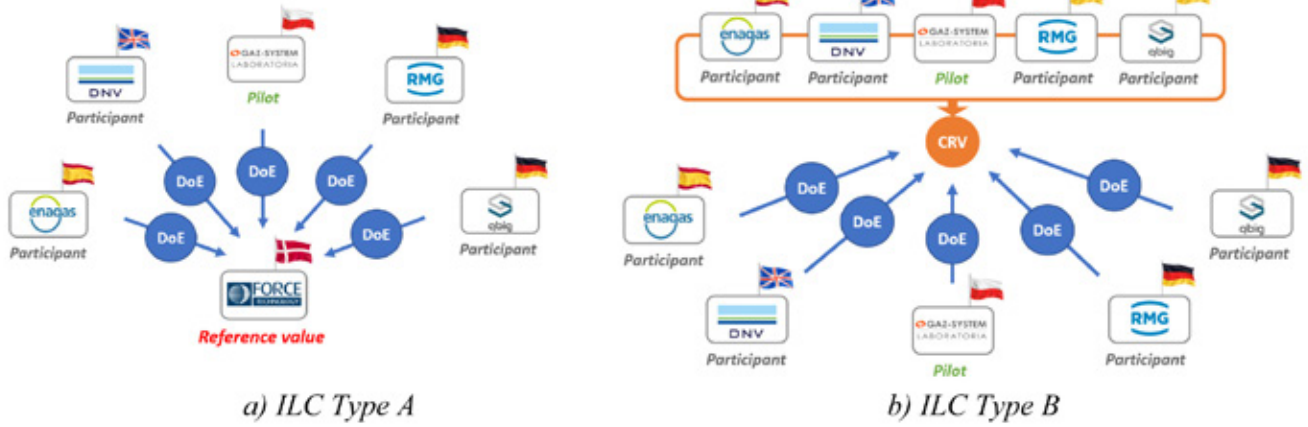 DNV
Participant
GAZ-SYSTEM
LABORATORIA
Pilot
RMG
Participant
enagas
Participant
DoE
DoE
DoE
DoE
DoE
qbig
Participant
FORCE
TECHNOLOGY
Reference value
a) ILC Type A
enagas
Participant
DNV
Participant
GAZ-SYSTEM
LABORATORIA
Pilot
RMG
Participant
qbig
Participant
CRV
enagas
Participant
DoE
DoE
DoE
DoE
DoE
qbig
Participant
DNV
Participant
GAZ-SYSTEM
LABORATORIA
Pilot
RMG
Participant
b) ILC Type B